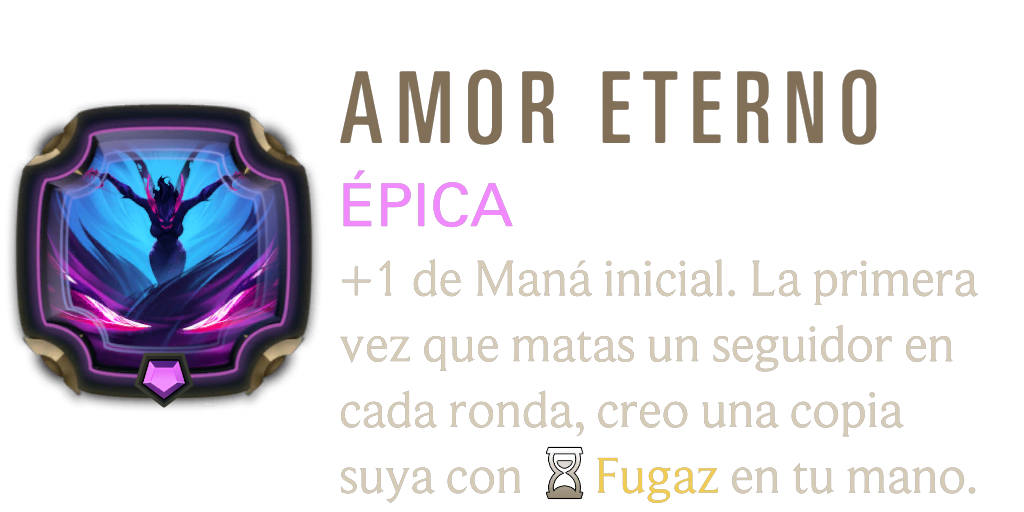 AMOR ETERNO
ÉPICA
+1 de Maná inicial. La primera
vez que matas un seguidor en
cada ronda, creo una copia
suya con Fugaz en tu mano.